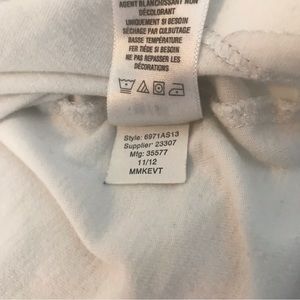 AGENT BLANCHISSANT NON
DÉCOLORANT
UNIQUEMENT SI BESOIN
SÉCHAGE PAR CULBUTAGE
BASSE TEMPÉRATURE
FER TIÈDE SI BESOIN
NE PAS REPASSER LES
DÉCORATIONS
Style: 6971AS13
Supplier* 23307
Mfg: 35577
11/12
MMKEVT